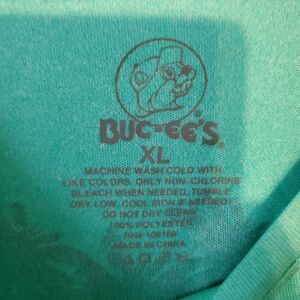 BUC-EE'S
XL
MACHINE WASH COLD WITH
LIKE COLORS. ONLY NON-CHLORINE
BLEACH WHEN NEEDED. TUMBLE
DRY LOW. COOL IRON IF NEEDED.
DO NOT DRY CLEAN
100% POLYESTER
MADE IN CHINA